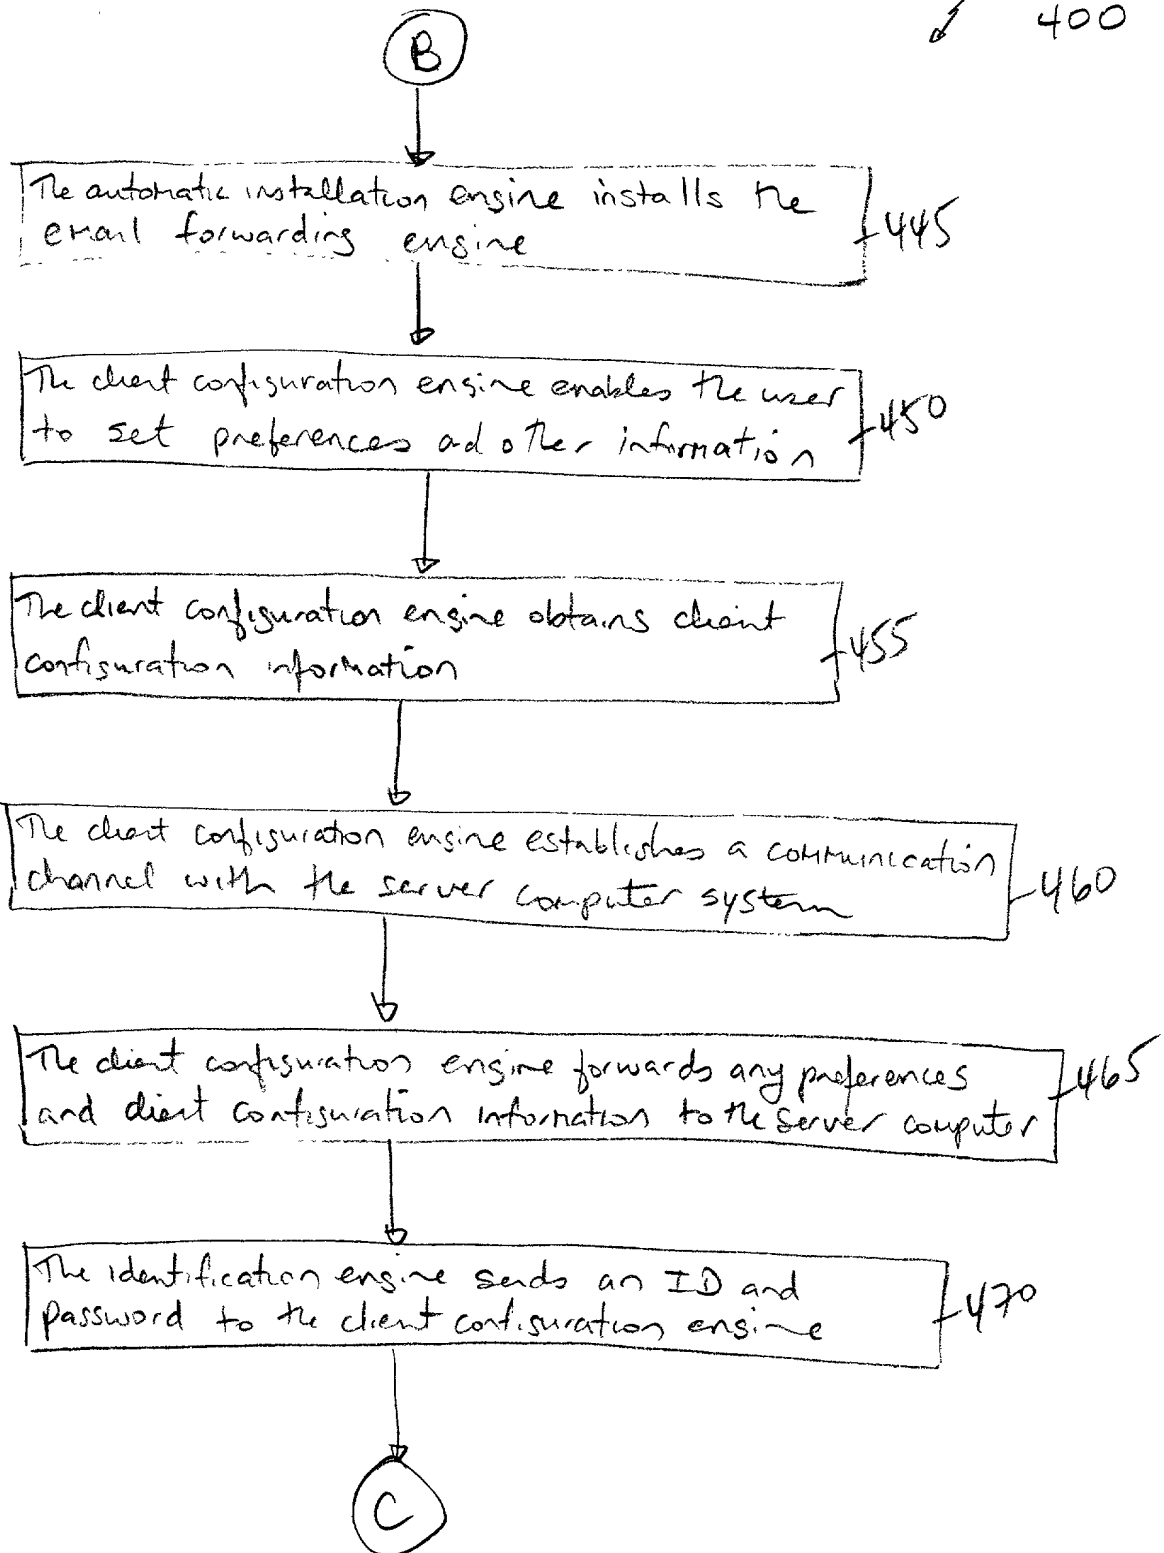 400
B
The automatic installation engine installs the
email forwarding engine
445
The client configuration engine enables the user
to set preferences ad other information
450
The client configuration engine obtains client
configuration information
455
The client configuration engine establishes a communication
channel with the server computer system
460
The client configuration engine forwards any preferences
and client configuration information to the server computer
465
The identification engine sends an ID and
password to the client configuration engine
470
C